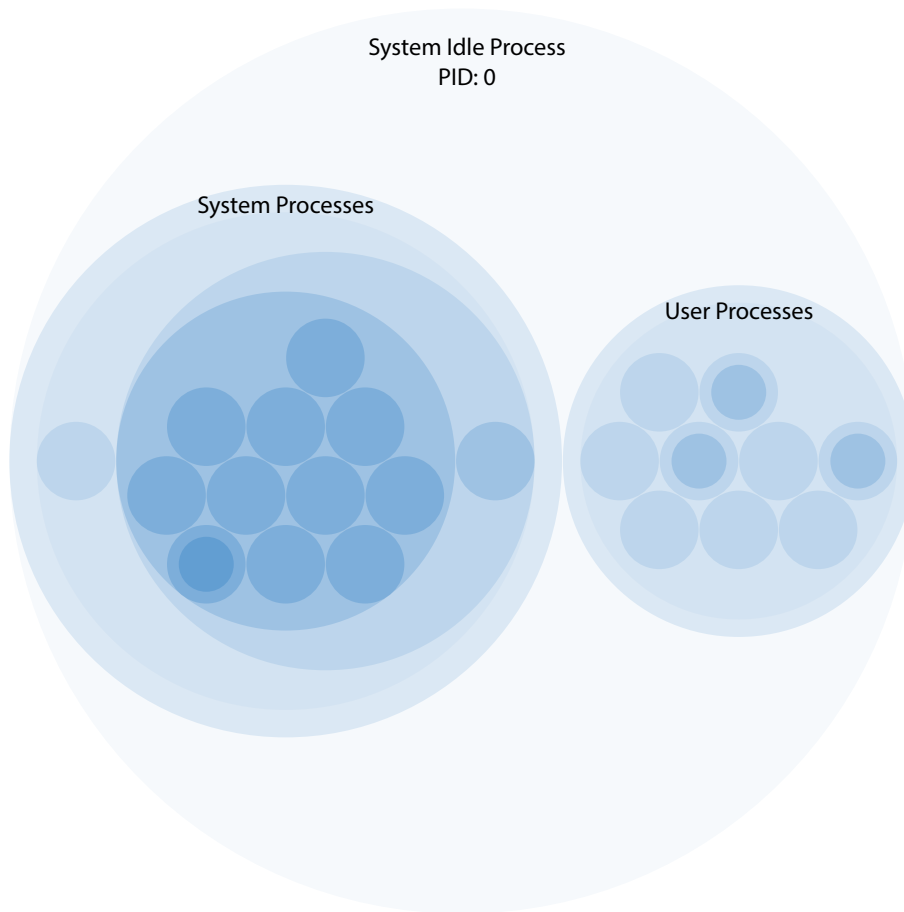 System Idle Process
PID: 0
System Processes
User Processes